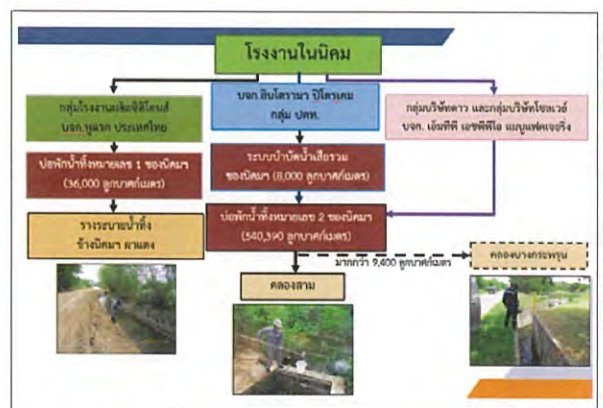 โรงงานในนิคม
กลุ่มโรงงานผลิตซิลิโตนส์
บจก.ฟูแรค ประเทศไทย
บจก.อินโดรามา ปิโตรเคม
กลุ่ม ปตท.
กลุ่มบริษัทดาว และกลุ่มบริษัทโซลเวย์
บจก. เอ็มทีพี เอชพีพีโอ แมนูแฟคเจอริ่ง
บ่อพักน้ำทิ้งหมายเลข 1 ของนิคมฯ
(36,000 ลูกบาศก์เมตร)
ระบบบำบัดน้ำเสียรวม
ของนิคมฯ (8,000 ลูกบาศก์เมตร)
รางระบายน้ำทิ้ง
ข้างนิคมฯ ผาแดง
บ่อพักน้ำทิ้งหมายเลข 2 ของนิคมฯ
(540,390 ลูกบาศก์เมตร)
มากกว่า 9,400 ลูกบาศก์เมตร
คลองบางกระพรุน
คลองสาม